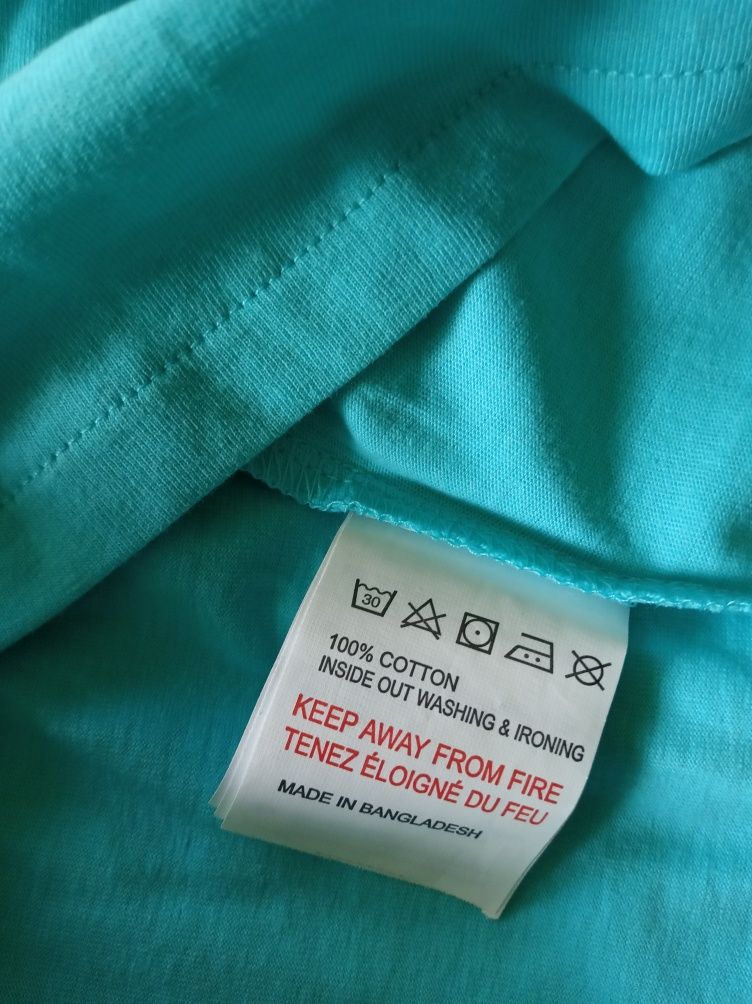 30
100% COTTON
INSIDE OUT WASHING & IRONING
KEEP AWAY FROM FIRE
TENEZ ÉLOIGNÉ DU FEU
MADE IN BANGLADESH